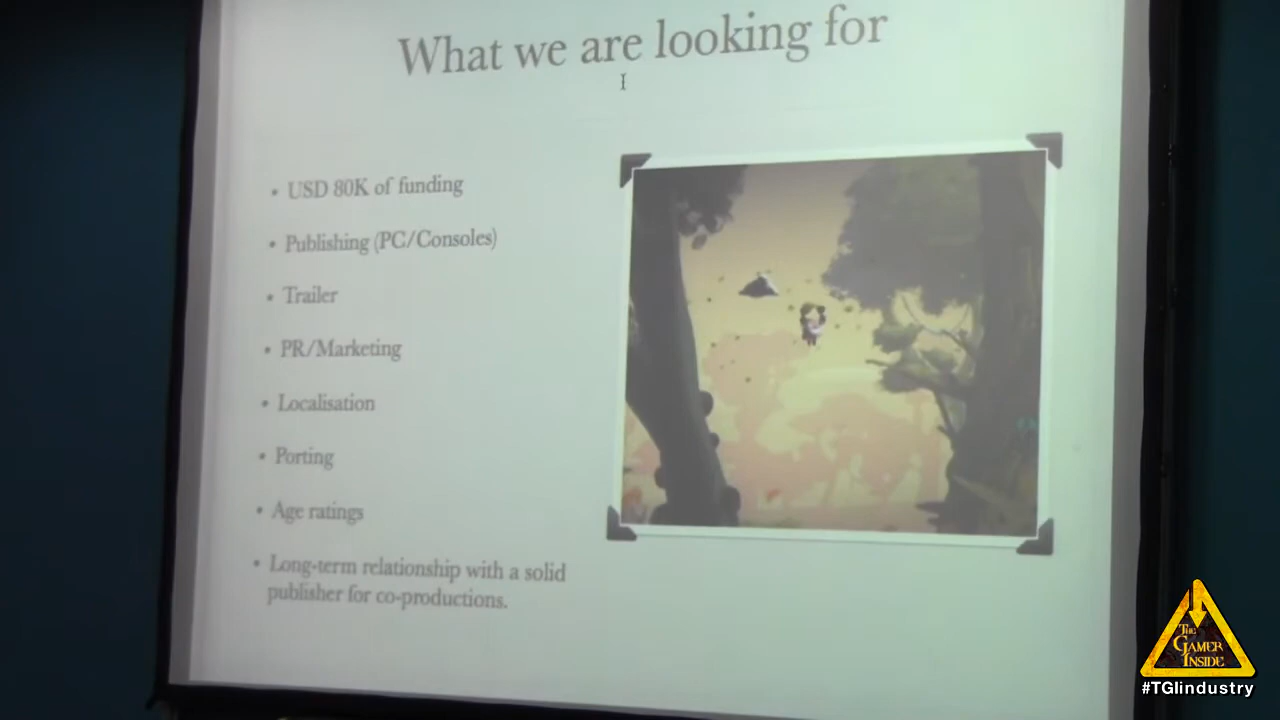 What we are looking for
• USD 80K of funding
• Publishing (PC/Consoles)
• Trailer
• PR/Marketing
• Localisation
• Porting
• Age ratings
• Long-term relationship with a solid
publisher for co-productions.
THE
GAMER
INSIDE
#TGIindustry